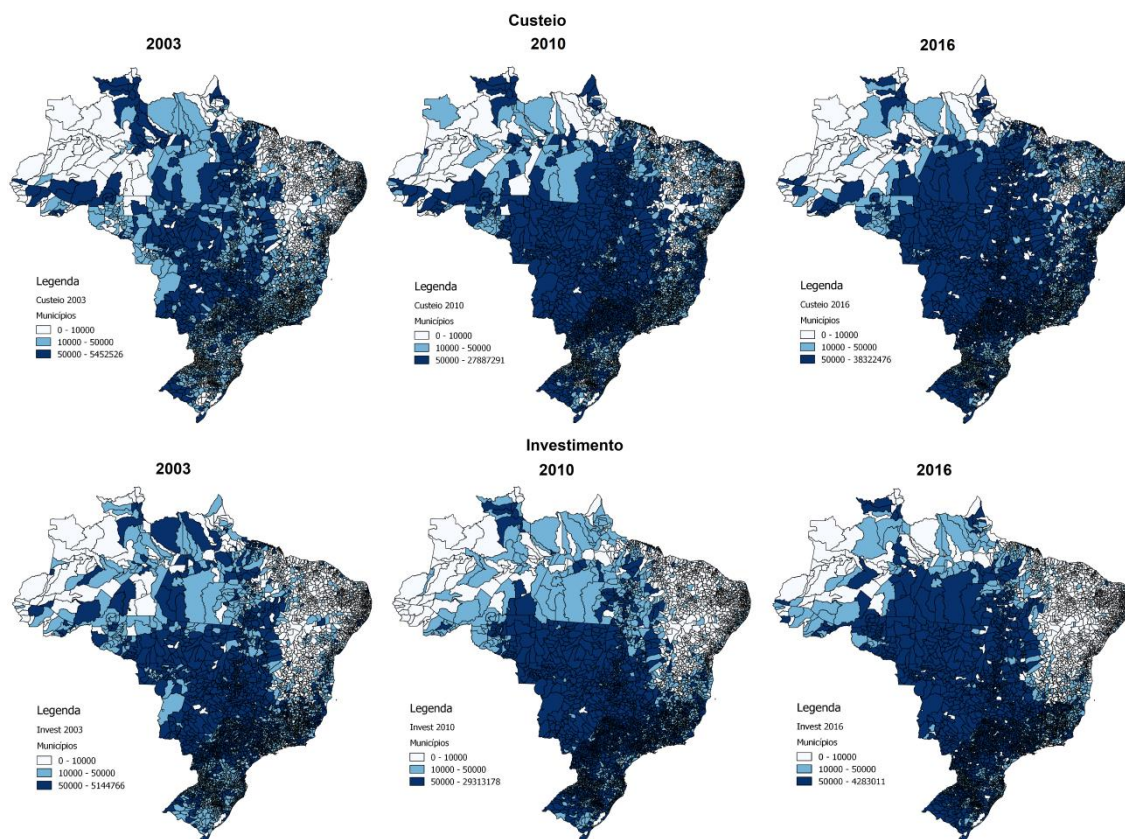 Custeio
2003
2010
2016
Legenda
Custeio 2003
Municípios
0 - 10000
10000 - 50000
50000 - 5452526
Legenda
Custeio 2010
Municípios
0 - 10000
10000 - 50000
50000 - 27887291
Legenda
Custeio 2016
Municípios
0 - 10000
10000 - 50000
50000 - 38322476
Investimento
2003
2010
2016
Legenda
Invest 2003
Municípios
0 - 10000
10000 - 50000
50000 - 5144766
Legenda
Invest 2010
Municípios
0 - 10000
10000 - 50000
50000 - 29313178
Legenda
Invest 2016
Municípios
0 - 10000
10000 - 50000
50000 - 4283011